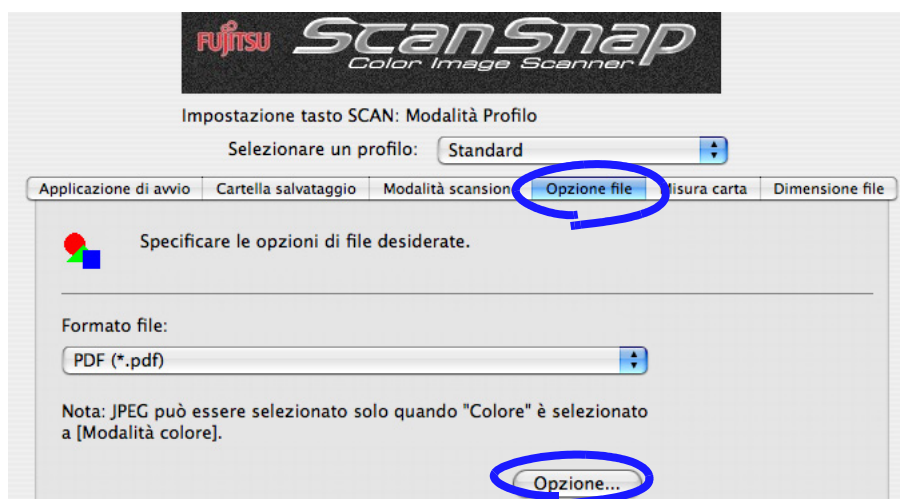 FUJITSU ScanSnap
Color Image Scanner
Impostazione tasto SCAN: Modalità Profilo
Selezionare un profilo: Standard
Applicazione di avvio Cartella salvataggio Modalità scansion Opzione file isura carta Dimensione file
Specificare le opzioni di file desiderate.
Formato file:
PDF (*.pdf)
Nota: JPEG può essere selezionato solo quando "Colore" è selezionato
a [Modalità colore].
Opzione...